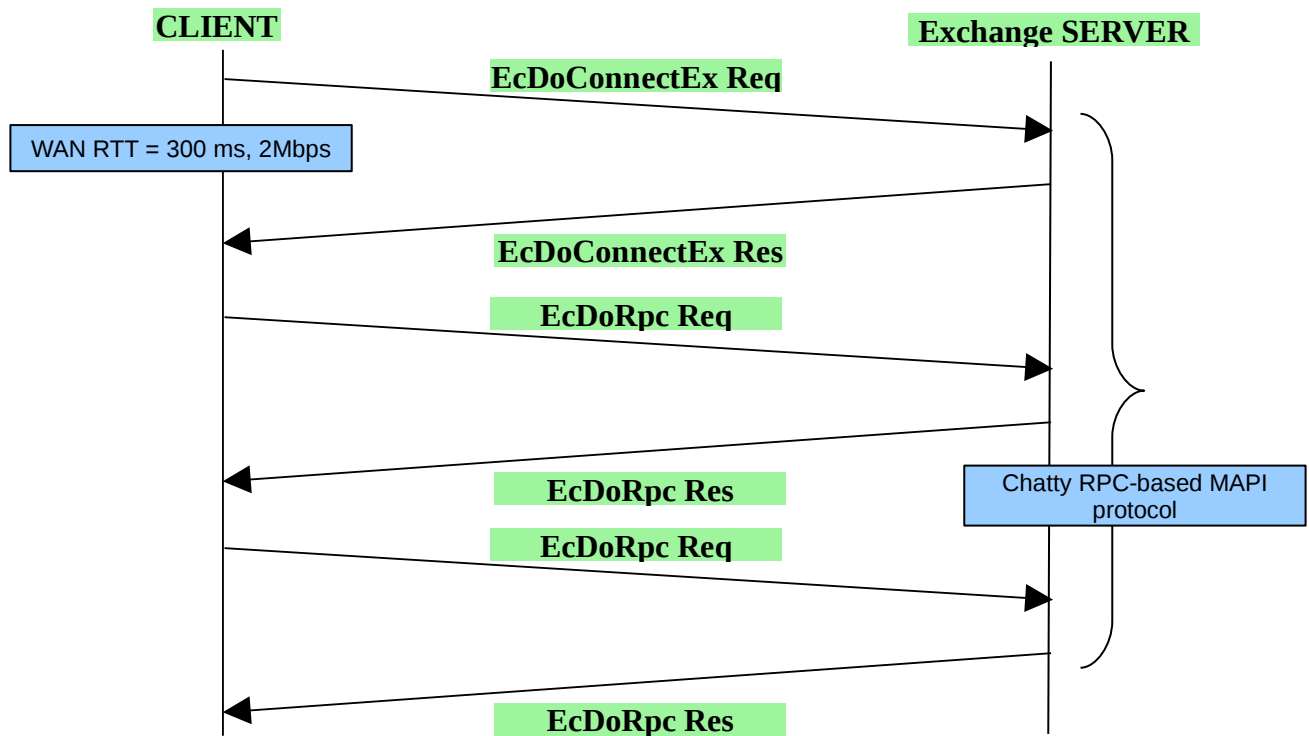 CLIENT
Exchange SERVER
EcDoConnectEx Req
WAN RTT = 300 ms, 2Mbps
EcDoConnectEx Res
EcDoRpc Req
EcDoRpc Res
Chatty RPC-based MAPI
protocol
EcDoRpc Req
EcDoRpc Res